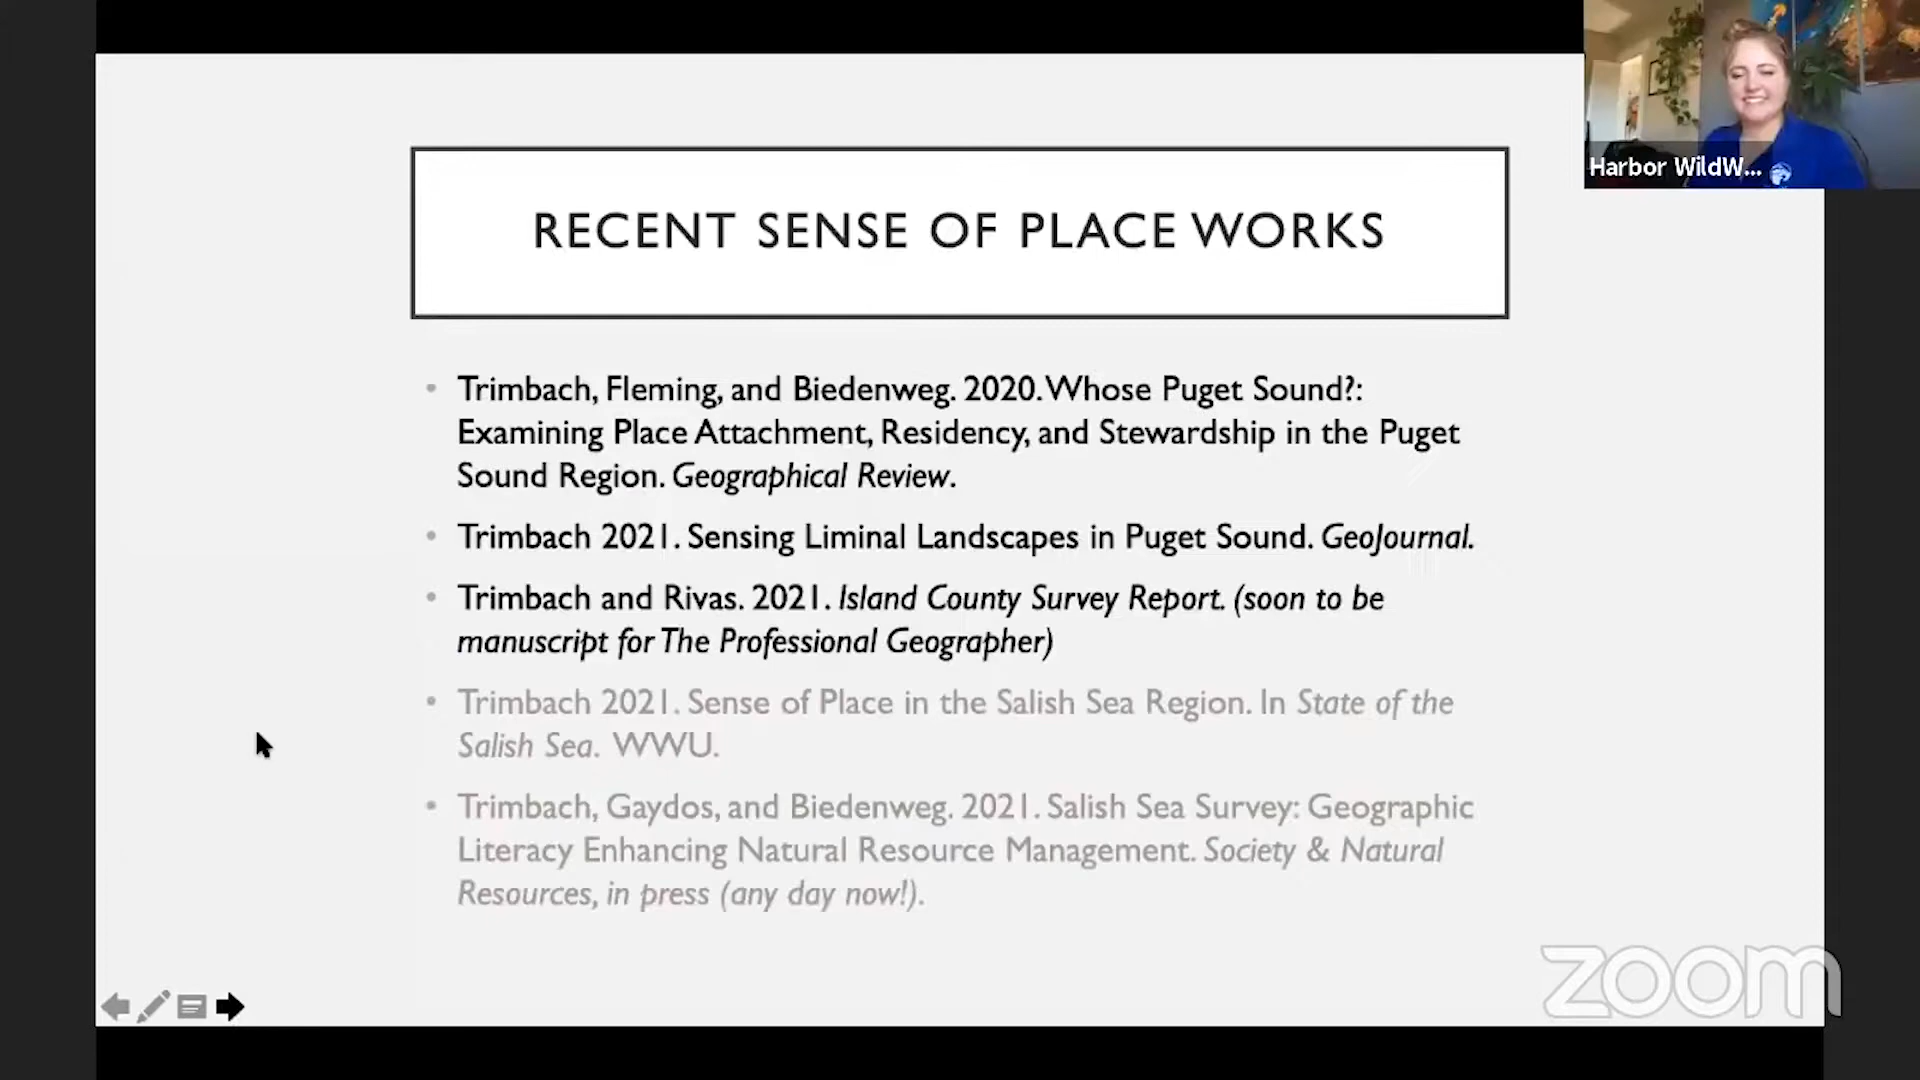 Harbor WildW...
RECENT SENSE OF PLACE WORKS
• Trimbach, Fleming, and Biedenweg. 2020. Whose Puget Sound?:
Examining Place Attachment, Residency, and Stewardship in the Puget
Sound Region. Geographical Review.
• Trimbach 2021. Sensing Liminal Landscapes in Puget Sound. GeoJournal.
• Trimbach and Rivas. 2021. Island County Survey Report. (soon to be
manuscript for The Professional Geographer)
• Trimbach 2021. Sense of Place in the Salish Sea Region. In State of the
Salish Sea. WWU.
• Trimbach, Gaydos, and Biedenweg. 2021. Salish Sea Survey: Geographic
Literacy Enhancing Natural Resource Management. Society & Natural
Resources, in press (any day now!).
zoom